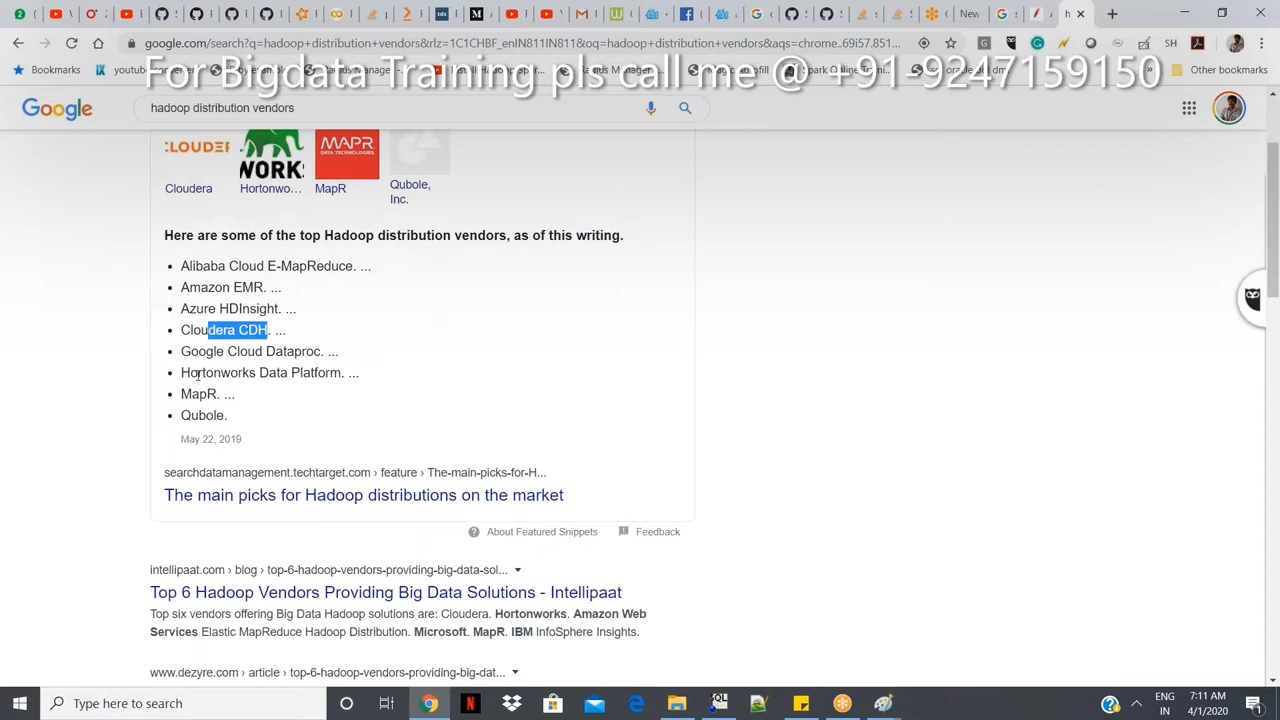 google.com/search?q=hadoop+distribution+vendors&rlz=1C1CHBF_enIN811IN811&oq=hadoop+distribution+vendors&aqs=chrome..69i57.851...
Bookmarks
Other bookmarks
For Bigdata Training pls call me @ +91-9247159150
Google
hadoop distribution vendors
CLOUDER
WORKS
MAPR
DATA TECHNOLOGIES
Cloudera
Hortonwo...
MapR
Qubole,
Inc.
Here are some of the top Hadoop distribution vendors, as of this writing.
Alibaba Cloud E-MapReduce. ...
Amazon EMR. ...
Azure HDInsight. ...
Cloudera CDH. ...
Google Cloud Dataproc. ...
Hortonworks Data Platform. ...
MapR. ...
Qubole.
May 22, 2019
searchdatamanagement.techtarget.com › feature › The-main-picks-for-H...
The main picks for Hadoop distributions on the market
About Featured Snippets
Feedback
intellipaat.com › blog › top-6-hadoop-vendors-providing-big-data-sol...
Top 6 Hadoop Vendors Providing Big Data Solutions - Intellipaat
Top six vendors offering Big Data Hadoop solutions are: Cloudera. Hortonworks. Amazon Web
Services Elastic MapReduce Hadoop Distribution. Microsoft. MapR. IBM InfoSphere Insights.
www.dezyre.com › article › top-6-hadoop-vendors-providing-big-dat...
Type here to search
ENG
IN
7:11 AM
4/1/2020